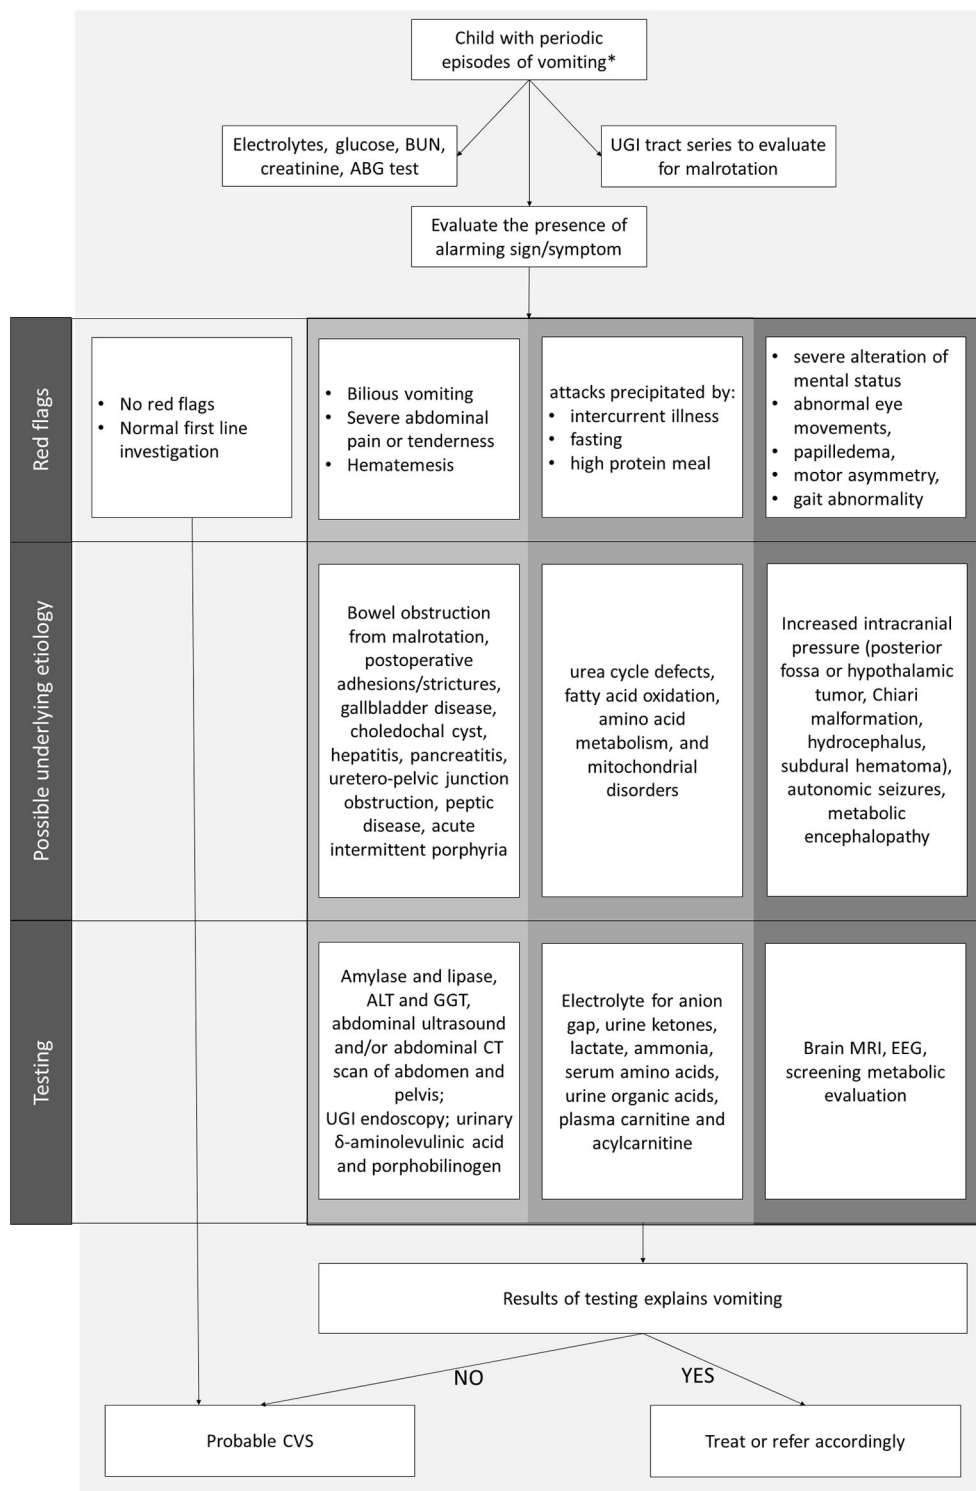 Child with periodic
episodes of vomiting*
Electrolytes, glucose, BUN,
creatinine, ABG test
UGI tract series to evaluate
for malrotation
Evaluate the presence of
alarming sign/symptom
Red flags
• No red flags
• Normal first line
investigation
• Bilious vomiting
• Severe abdominal
pain or tenderness
• Hematemesis
attacks precipitated by:
• intercurrent illness
• fasting
• high protein meal
• severe alteration of
mental status
• abnormal eye
movements,
• papilledema,
• motor asymmetry,
• gait abnormality
Possible underlying etiology
Bowel obstruction
from malrotation,
postoperative
adhesions/strictures,
gallbladder disease,
choledochal cyst,
hepatitis, pancreatitis,
uretero-pelvic junction
obstruction, peptic
disease, acute
intermittent porphyria
urea cycle defects,
fatty acid oxidation,
amino acid
metabolism, and
mitochondrial
disorders
Increased intracranial
pressure (posterior
fossa or hypothalamic
tumor, Chiari
malformation,
hydrocephalus,
subdural hematoma),
autonomic seizures,
metabolic
encephalopathy
Testing
Amylase and lipase,
ALT and GGT,
abdominal ultrasound
and/or abdominal CT
scan of abdomen and
pelvis;
UGI endoscopy; urinary
δ-aminolevulinic acid
and porphobilinogen
Electrolyte for anion
gap, urine ketones,
lactate, ammonia,
serum amino acids,
urine organic acids,
plasma carnitine and
acylcarnitine
Brain MRI, EEG,
screening metabolic
evaluation
Results of testing explains vomiting
NO
YES
Probable CVS
Treat or refer accordingly